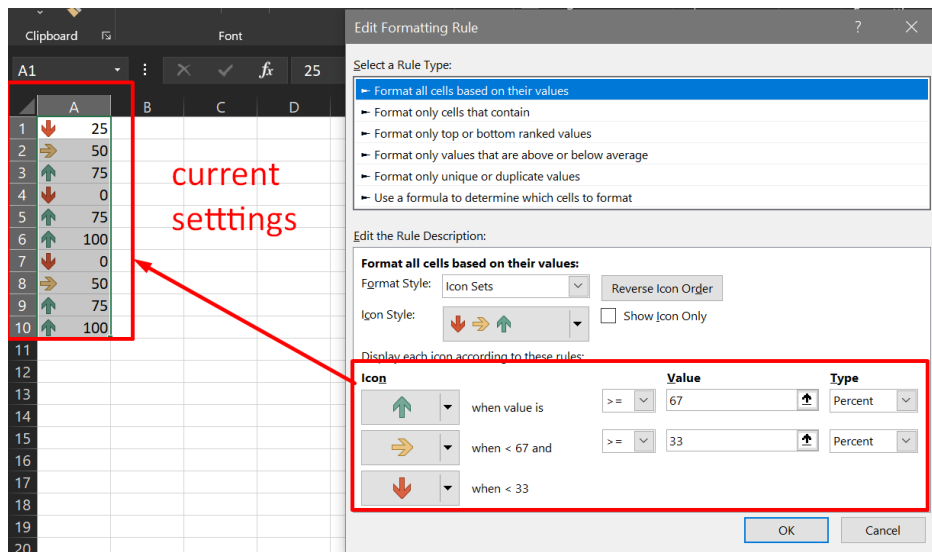 Clipboard
Font
A1
fx
25
A
B
C
D
1 25
2 50
3 75
4 0
5 75
6 100
7 0
8 50
9 75
10 100
11
12
13
14
15
16
17
18
19
20
current
setttings
Edit Formatting Rule
?
Select a Rule Type:
► Format all cells based on their values
► Format only cells that contain
► Format only top or bottom ranked values
► Format only values that are above or below average
► Format only unique or duplicate values
► Use a formula to determine which cells to format
Edit the Rule Description:
Format all cells based on their values:
Format Style: Icon Sets Reverse Icon Order
Icon Style: Show Icon Only
Display each icon according to these rules:
Icon Value Type
when value is >= 67 Percent
when < 67 and >= 33 Percent
when < 33
OK Cancel